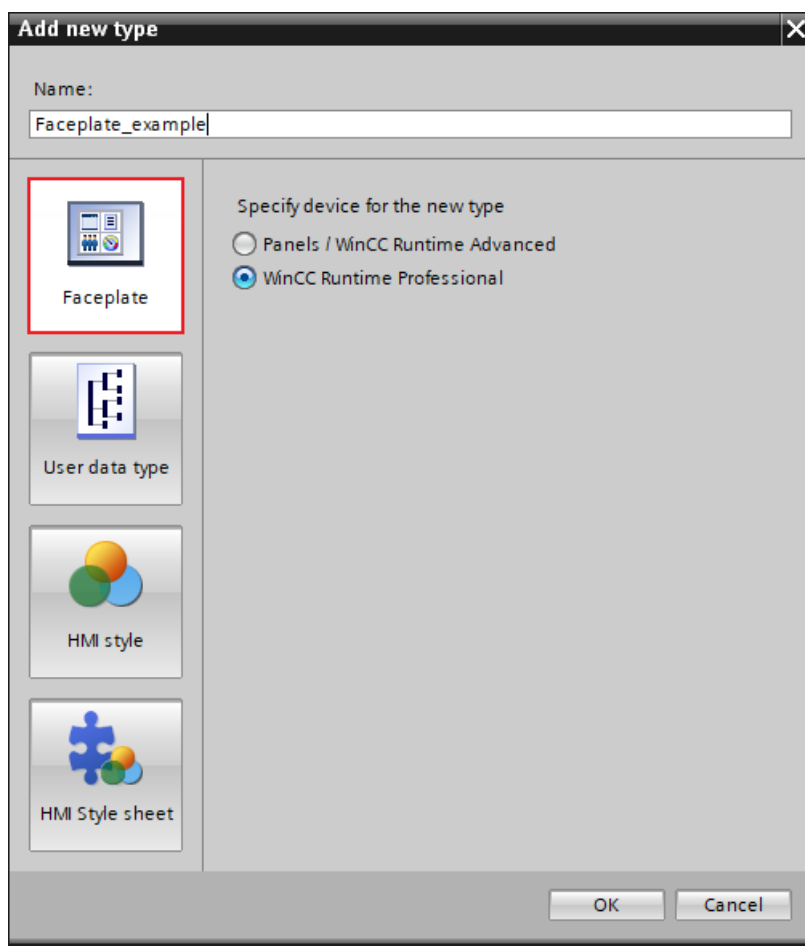 Add new type
Name:
Faceplate_example
Faceplate
Specify device for the new type
Panels / WinCC Runtime Advanced
WinCC Runtime Professional
User data type
HMI style
HMI Style sheet
OK
Cancel